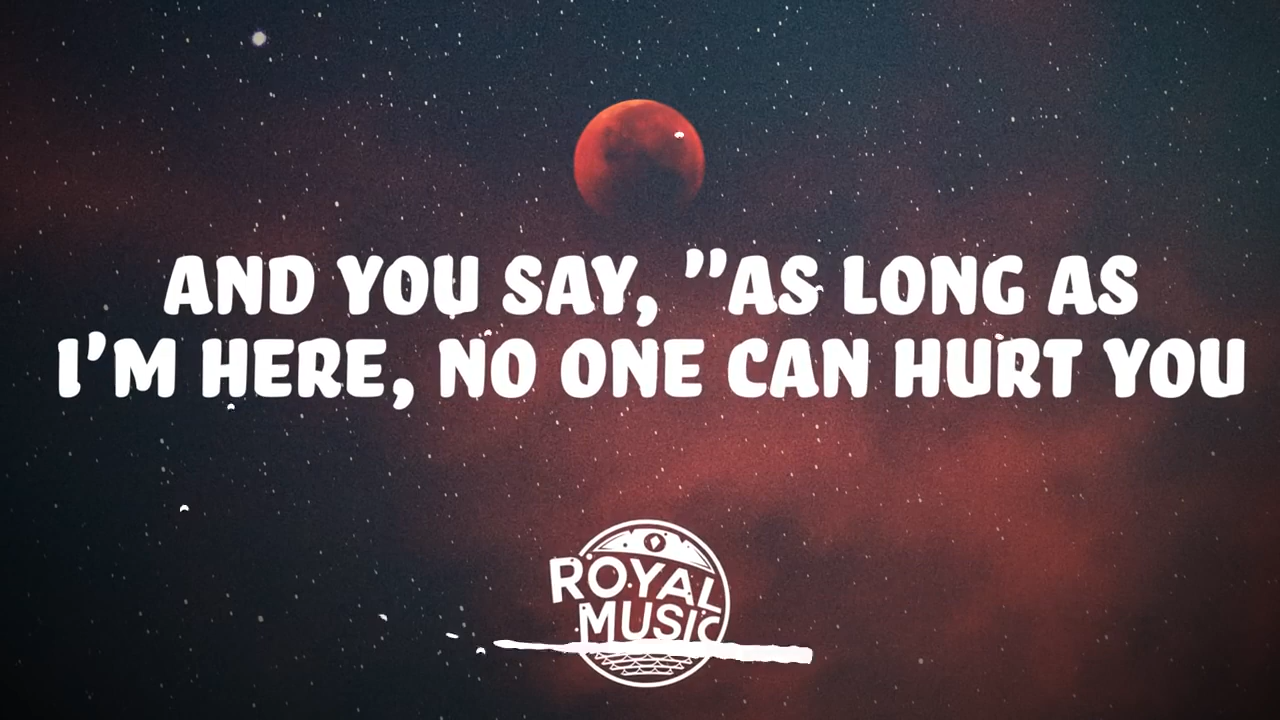 AND YOU SAY, "AS LONG AS
I'M HERE, NO ONE CAN HURT YOU
ROYAL
MUSIC